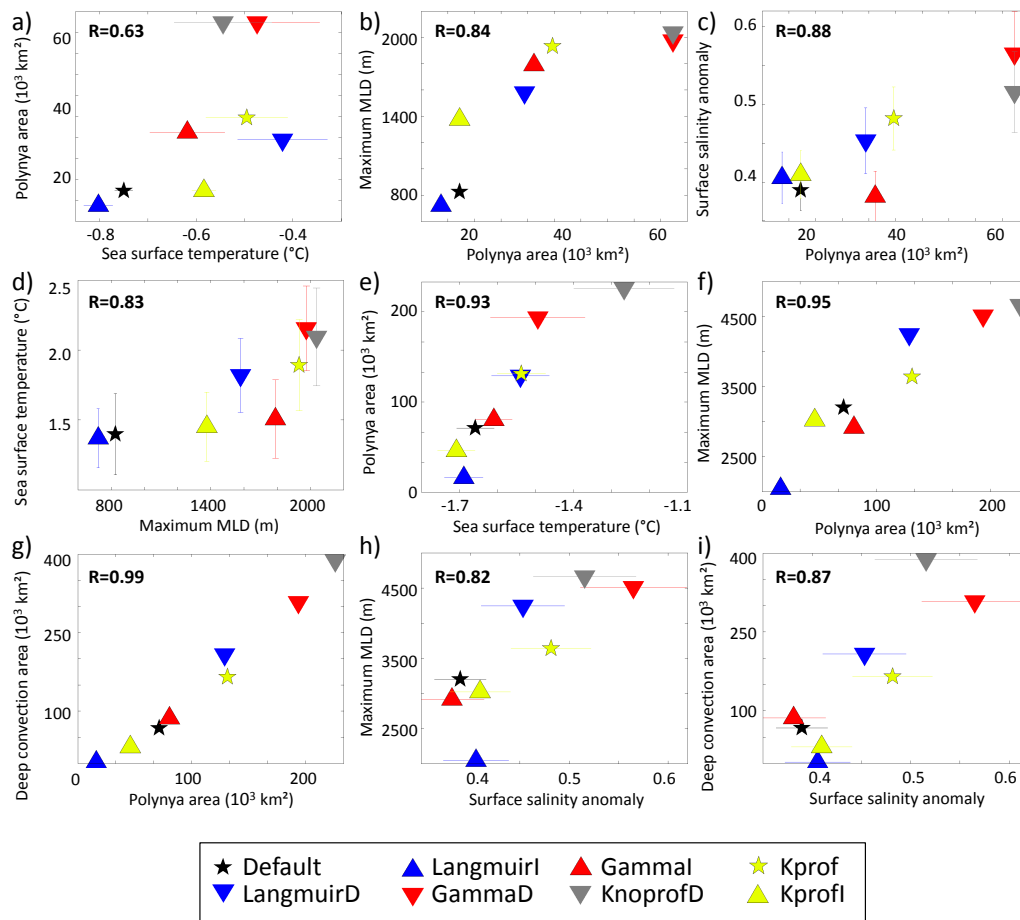 a)
R=0.63
60
40
20
Polynya area (10³ km²)
-0.8
-0.6
-0.4
Sea surface temperature (°C)
b)
R=0.84
2000
1400
800
Maximum MLD (m)
20
40
60
Polynya area (10³ km²)
c)
R=0.88
0.6
0.5
0.4
Surface salinity anomaly
20
40
60
Polynya area (10³ km²)
d)
R=0.83
2.5
2.0
1.5
Sea surface temperature (°C)
800
1400
2000
Maximum MLD (m)
e)
R=0.93
200
100
0
Polynya area (10³ km²)
-1.7
-1.4
-1.1
Sea surface temperature (°C)
f)
R=0.95
4500
3500
2500
Maximum MLD (m)
0
100
200
Polynya area (10³ km²)
g)
R=0.99
400
250
100
Deep convection area (10³ km²)
0
100
200
Polynya area (10³ km²)
h)
R=0.82
4500
3500
2500
Maximum MLD (m)
0.4
0.5
0.6
Surface salinity anomaly
i)
R=0.87
400
250
100
Deep convection area (10³ km²)
0.4
0.5
0.6
Surface salinity anomaly
Default LangmuirI GammaI Kprof
LangmuirD GammaD KnoprofD KprofI